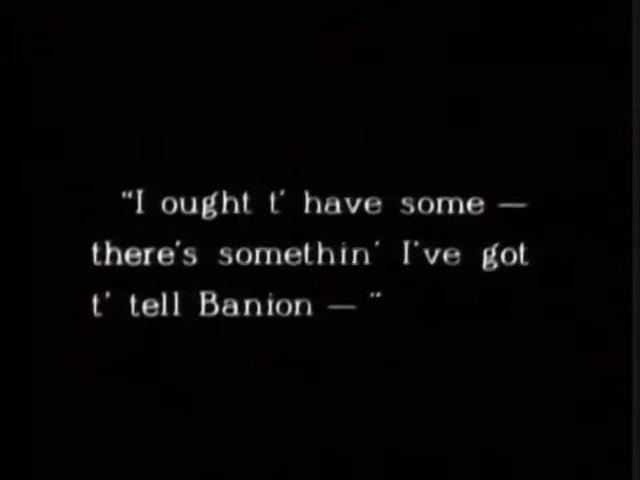 “I ought t’ have some —
there’s somethin’ I’ve got
t’ tell Banion — ”